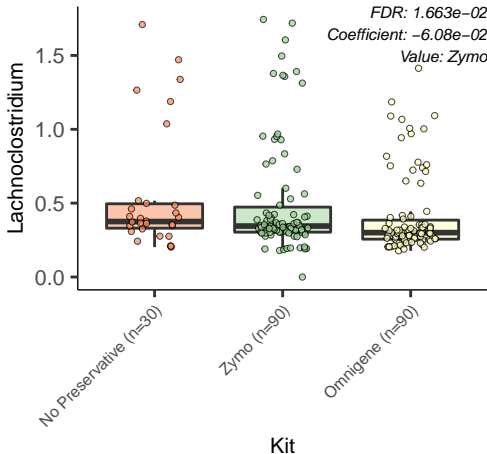 FDR: 1.663e−02
Coefficient: −6.08e−02
Value: Zymo
1.5
1.0
0.5
0.0
Lachnoclostridium
No Preservative (n=30)
Zymo (n=90)
Omnigene (n=90)
Kit